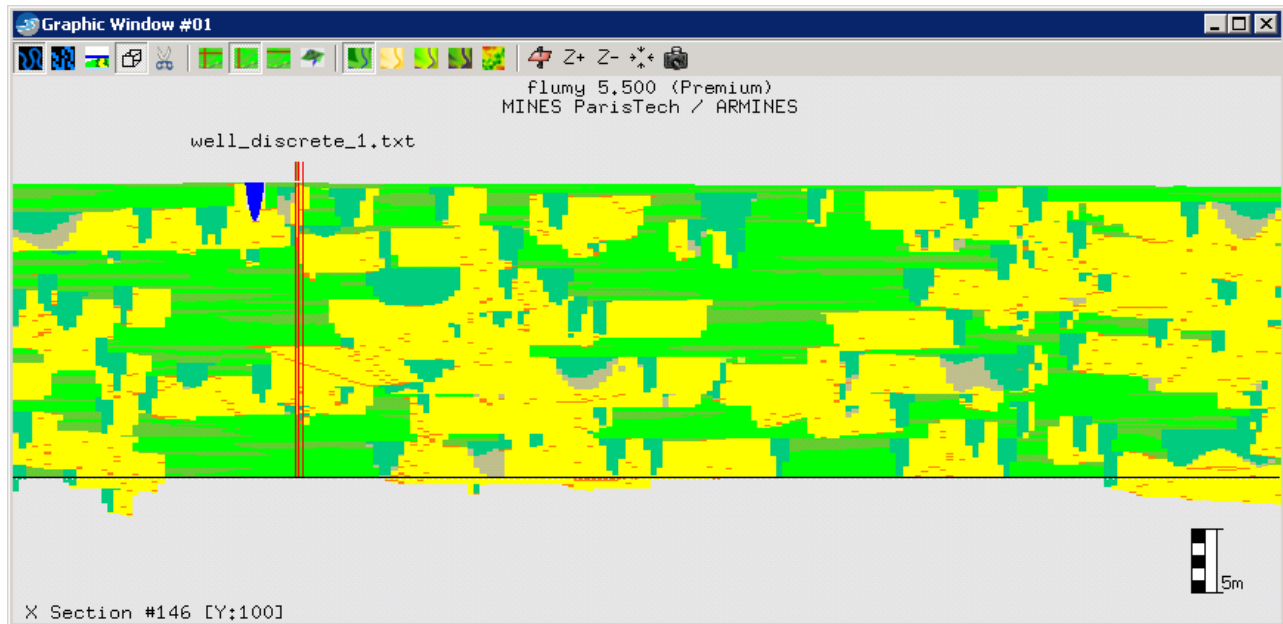 Graphic Window #01
Z+ Z-
flumy 5.500 (Premium)
MINES ParisTech / ARMINES
well_discrete_1.txt
5m
X Section #146 [Y:100]